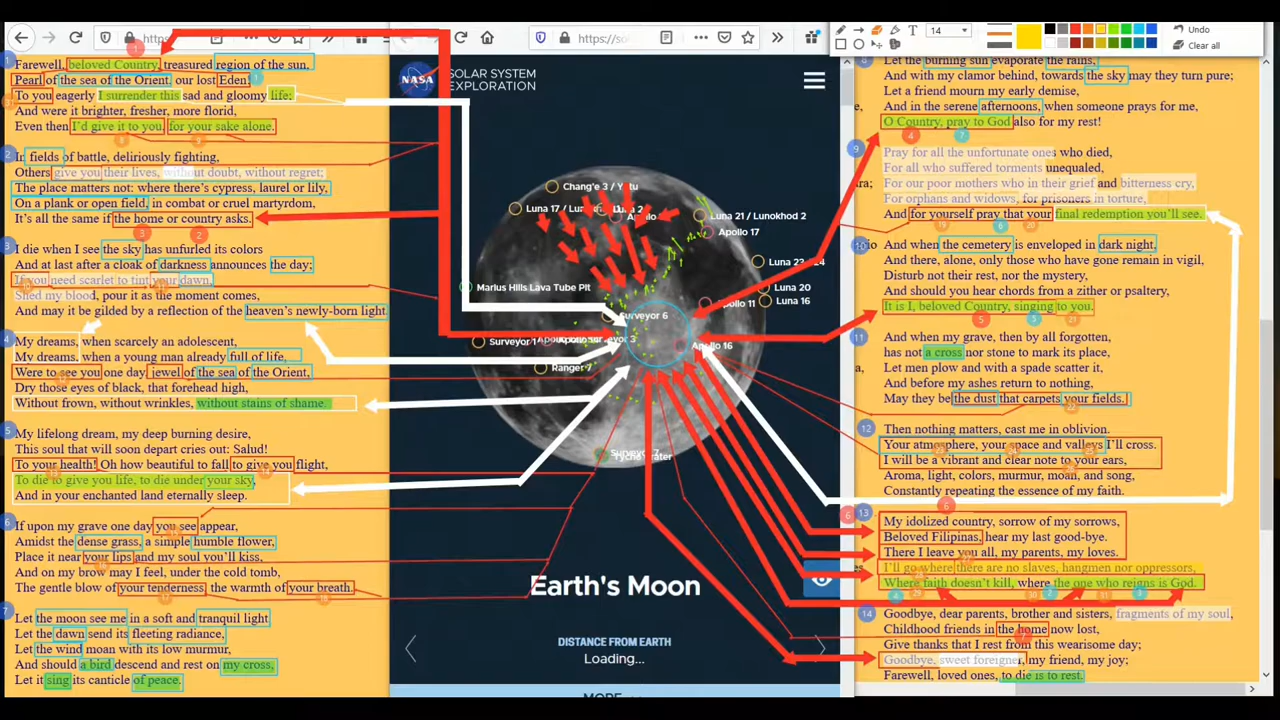 https:
https://so
14
Undo
Clear all
1
Farewell, beloved Country, treasured region of the sun,
Pearl of the sea of the Orient, our lost Eden!
To you eagerly I surrender this sad and gloomy life;
And were it brighter, fresher, more florid,
Even then I'd give it to you, for your sake alone.
2
In fields of battle, deliriously fighting,
Others give you their lives, without doubt, without regret;
The place matters not: where there's cypress, laurel or lily,
On a plank or open field, in combat or cruel martyrdom,
It's all the same if the home or country asks.
3
I die when I see the sky has unfurled its colors
And at last after a cloak of darkness announces the day;
If you need scarlet to tint your dawn,
Shed my blood, pour it as the moment comes,
And may it be gilded by a reflection of the heaven's newly-born light.
4
My dreams, when scarcely an adolescent,
My dreams, when a young man already full of life,
Were to see you one day jewel of the sea of the Orient,
Dry those eyes of black, that forehead high,
Without frown, without wrinkles, without stains of shame.
5
My lifelong dream, my deep burning desire,
This soul that will soon depart cries out: Salud!
To your health! Oh how beautiful to fall to give you flight,
To die to give you life, to die under your sky,
And in your enchanted land eternally sleep.
6
If upon my grave one day you see appear,
Amidst the dense grass, a simple humble flower,
Place it near your lips and my soul you'll kiss,
And on my brow may I feel, under the cold tomb,
The gentle blow of your tenderness, the warmth of your breath.
7
Let the moon see me in a soft and tranquil light
Let the dawn send its fleeting radiance,
Let the wind moan with its low murmur,
And should a bird descend and rest on my cross,
Let it sing its canticle of peace.
NASA
SOLAR SYSTEM
EXPLORATION
Chang'e 3 / Yutu
Luna 17 /
Luna 21 / Lunokhod 2
Apollo 17
Luna 20
Luna 16
Marius Hills Lava Tube Pit
Apollo 11
Surveyor 6
Surveyor 1
Apollo 16
Ranger 7
Earth's Moon
DISTANCE FROM EARTH
Loading...
8
Let the burning sun evaporate the rains,
And with my clamor behind, towards the sky may they turn pure;
Let a friend mourn my early demise,
And in the serene afternoons, when someone prays for me,
O Country, pray to God also for my rest!
9
Pray for all the unfortunate ones who died,
For all who suffered torments unequaled,
For our poor mothers who in their grief and bitterness cry,
For orphans and widows, for prisoners in torture,
And for yourself pray that your final redemption you'll see.
10
And when the cemetery is enveloped in dark night,
And there, alone, only those who have gone remain in vigil,
Disturb not their rest, nor the mystery,
And should you hear chords from a zither or psaltery,
It is I, beloved Country, singing to you.
11
And when my grave, then by all forgotten,
has not a cross nor stone to mark its place,
Let men plow and with a spade scatter it,
And before my ashes return to nothing,
May they be the dust that carpets your fields.
12
Then nothing matters, cast me in oblivion.
Your atmosphere, your space and valleys I'll cross.
I will be a vibrant and clear note to your ears,
Aroma, light, colors, murmur, moan, and song,
Constantly repeating the essence of my faith.
13
My idolized country, sorrow of my sorrows,
Beloved Filipinas, hear my last good-bye.
There I leave you all, my parents, my loves.
I'll go where there are no slaves, hangmen nor oppressors,
Where faith doesn't kill, where the one who reigns is God.
14
Goodbye, dear parents, brother and sisters, fragments of my soul,
Childhood friends in the home now lost,
Give thanks that I rest from this wearisome day;
Goodbye, sweet foreigner, my friend, my joy;
Farewell, loved ones, to die is to rest.